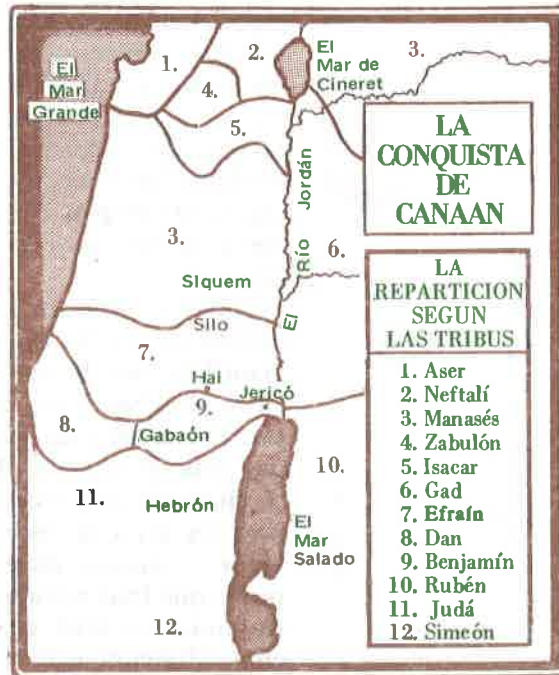 El
Mar
Grande
1.
2.
El
Mar de
Cineret
3.
4.
5.
LA
CONQUISTA
DE
CANAAN
El Río Jordán
3.
6.
Siquem
Silo
7.
Hai
Jericó
9.
8.
Gabaón
10.
11.
Hebrón
El
Mar
Salado
12.
LA
REPARTICION
SEGUN
LAS TRIBUS
1. Aser
2. Neftalí
3. Manasés
4. Zabulón
5. Isacar
6. Gad
7. Efraín
8. Dan
9. Benjamín
10. Rubén
11. Judá
12. Simeón